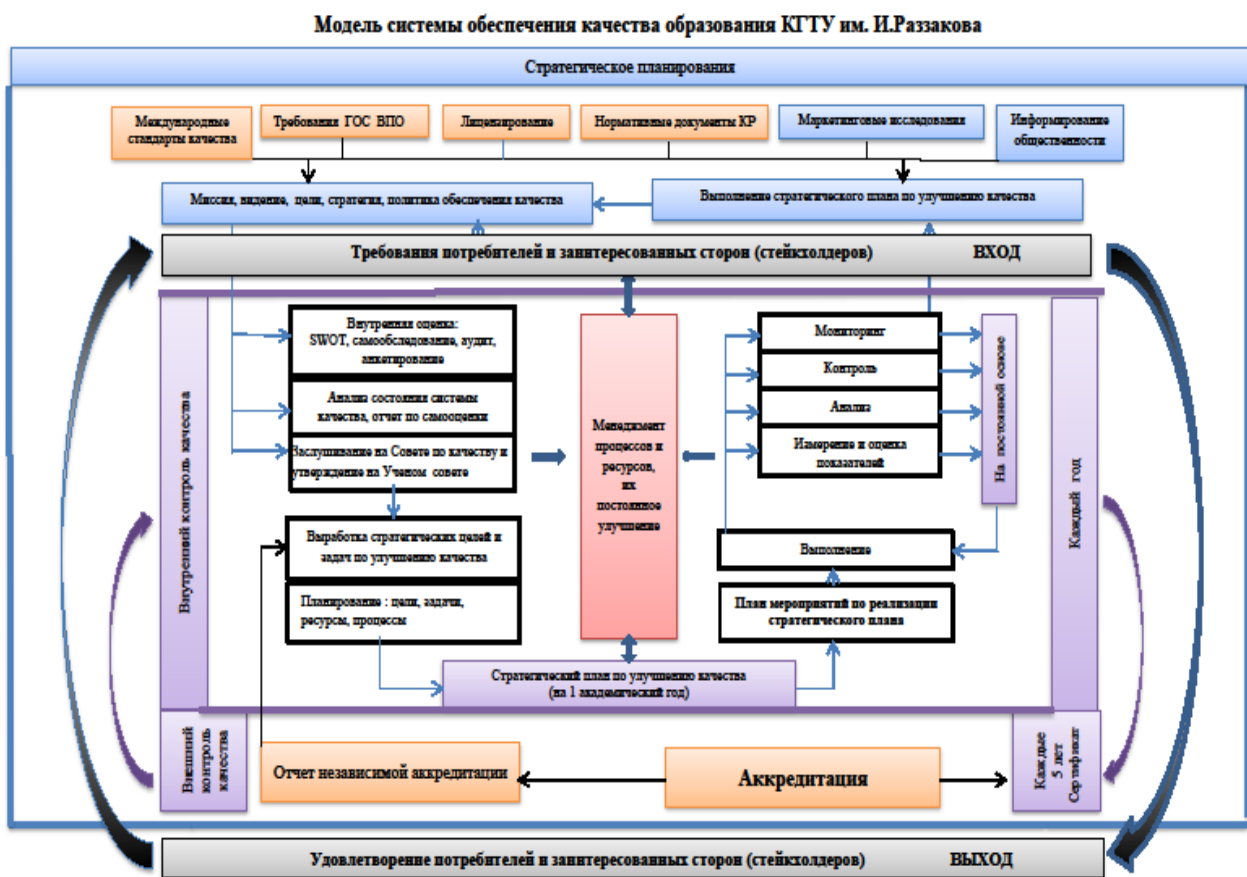 Модель системы обеспечения качества образования КГТУ им. И.Раззакова
Стратегическое планирования
Международные
стандарты качества
Требования ГОС ВПО
Лицензирование
Нормативные документы КР
Маркетинговые исследования
Информирование
общественности
Миссия, видение, цели, стратегия, политика обеспечения качества
Выполнение стратегического плана по улучшению качества
Требования потребителей и заинтересованных сторон (стейкхолдеров) ВХОД
Внутренний контроль качества
Внутренная оценка:
SWOT, самообследование, аудит,
анкетирование
Анализ состояния системы
качества, отчет по самооценки
Заслушивание на Совете по качеству и
утверждение на Ученом совете
Выработка стратегических целей и
задач по улучшению качества
Планирование : цели, задачи,
ресурсы, процессы
Менеджмент
процессов и
ресурсов,
их
постоянное
улучшение
Мониторинг
Контроль
Анализ
Измерение и оценка
показателей
На постоянной основе
Выполнение
План мероприятий по реализации
стратегического плана
Каждый год
Стратегический план по улучшению качества
(на 1 академический год)
Внешний
контроль
качества
Отчет независимой аккредитации
Аккредитация
Каждые
5 лет
Сертификат
Удовлетворение потребителей и заинтересованных сторон (стейкхолдеров) ВЫХОД